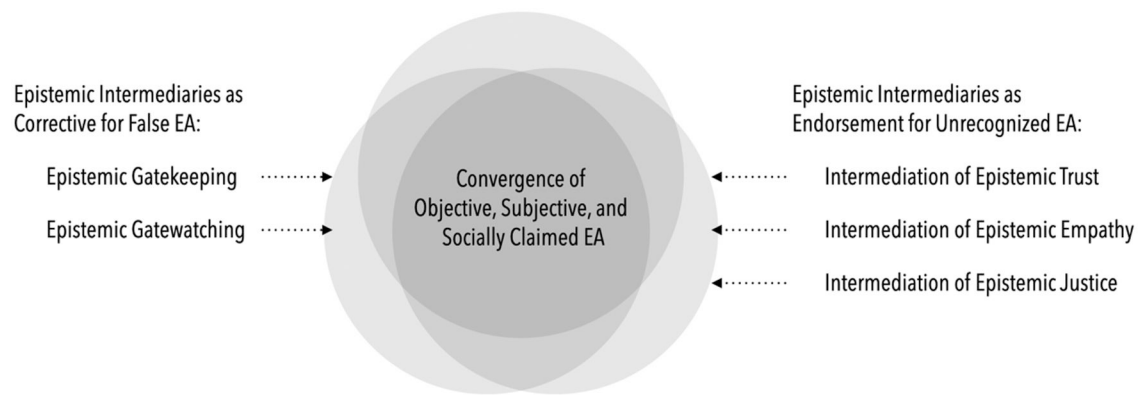 Epistemic Intermediaries as
Corrective for False EA:
Epistemic Gatekeeping
Epistemic Gatewatching
Convergence of
Objective, Subjective, and
Socially Claimed EA
Epistemic Intermediaries as
Endorsement for Unrecognized EA:
Intermediation of Epistemic Trust
Intermediation of Epistemic Empathy
Intermediation of Epistemic Justice